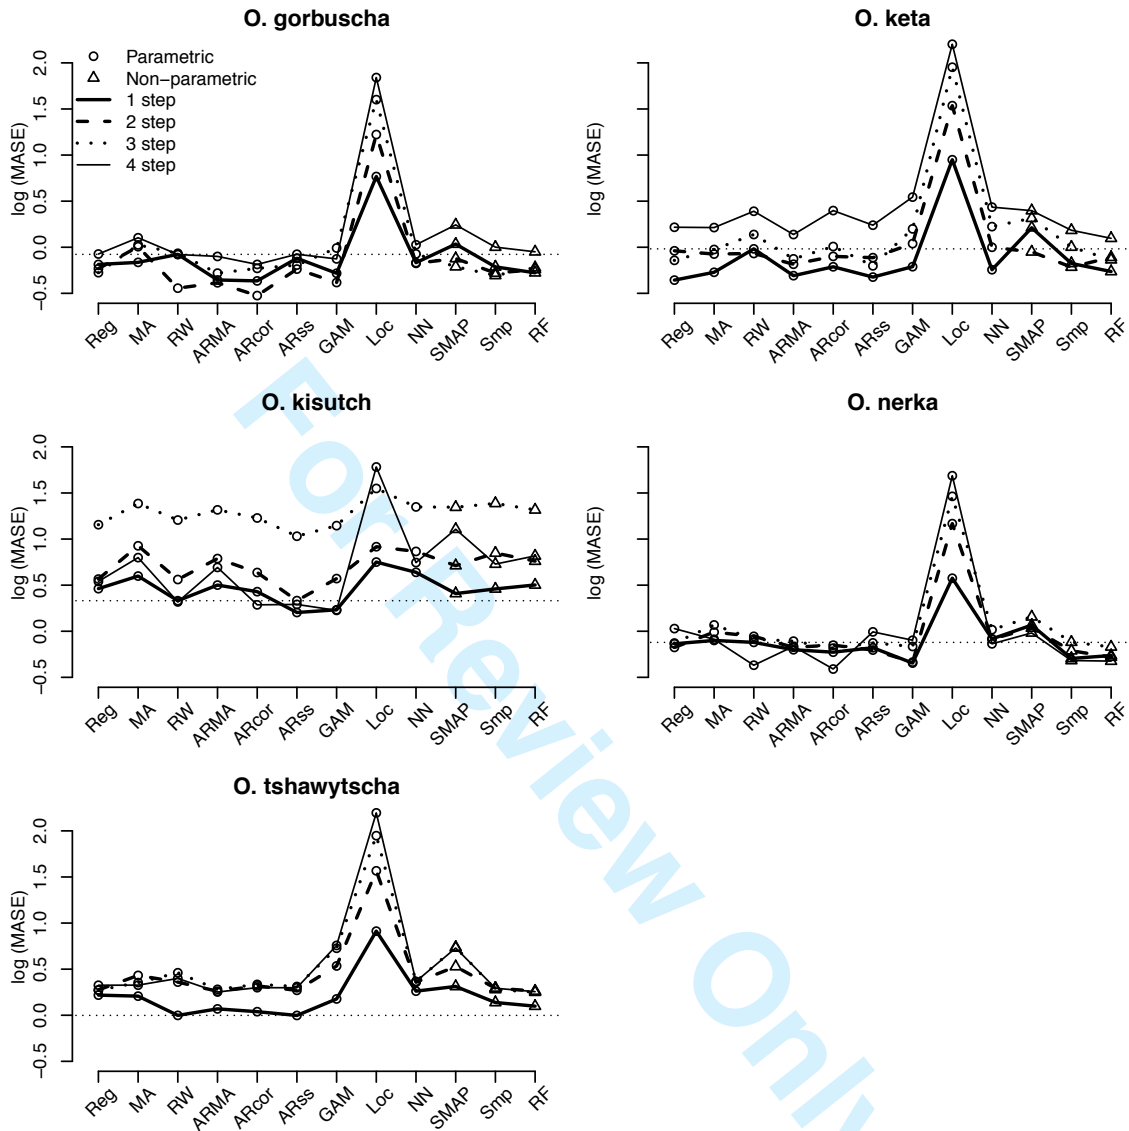 O. gorbuscha
log (MASE)
2.0
1.5
1.0
0.5
0.0
−0.5
Parametric
Non−parametric
1 step
2 step
3 step
4 step
Reg MA RW ARMA ARcor ARss GAM Loc NN SMAP Smp RF
O. keta
log (MASE)
Reg MA RW ARMA ARcor ARss GAM Loc NN SMAP Smp RF
O. kisutch
log (MASE)
2.0
1.5
1.0
0.5
0.0
−0.5
Reg MA RW ARMA ARcor ARss GAM Loc NN SMAP Smp RF
O. nerka
log (MASE)
Reg MA RW ARMA ARcor ARss GAM Loc NN SMAP Smp RF
O. tshawytscha
log (MASE)
2.0
1.5
1.0
0.5
0.0
−0.5
Reg MA RW ARMA ARcor ARss GAM Loc NN SMAP Smp RF
For Review Only